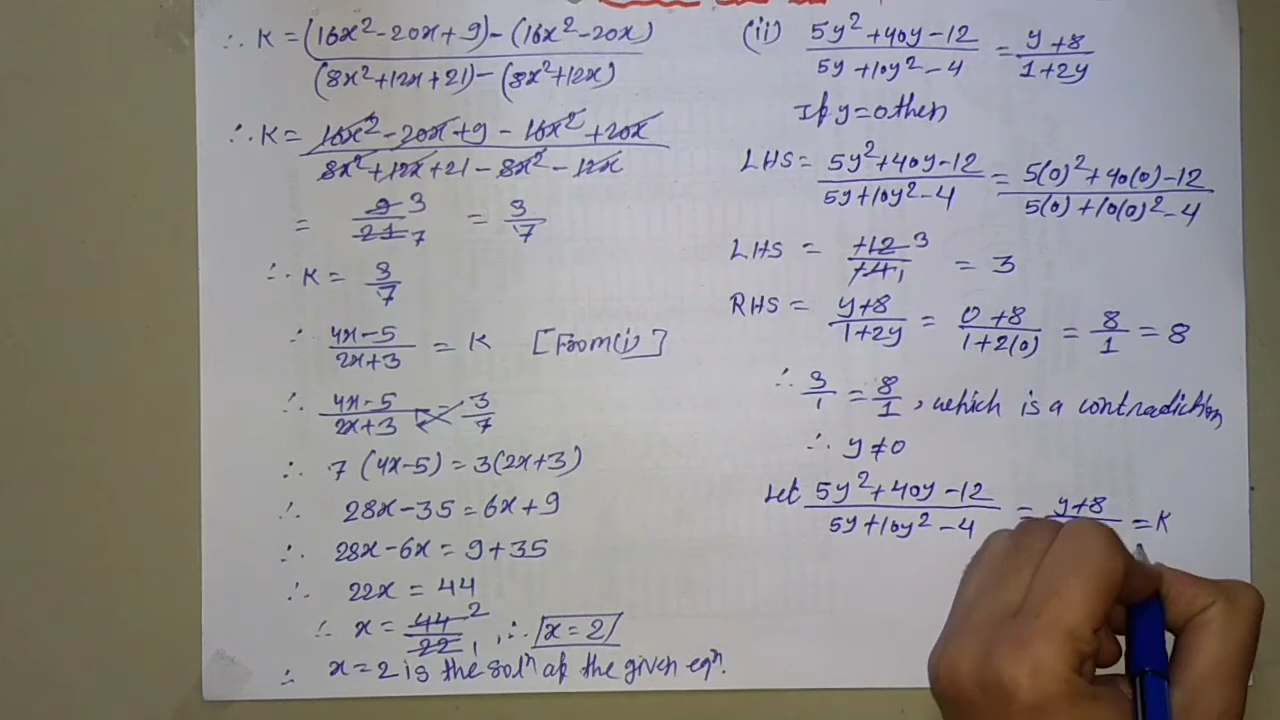 ∴ K = (16x² - 20x + 9) - (16x² - 20x) / (8x² + 12x + 21) - (8x² + 12x)
∴ K = 16x² - 20x + 9 - 16x² + 20x / 8x² + 12x + 21 - 8x² - 12x
= 9 3 / 21 7 = 3/7
∴ K = 3/7
∴ 4x - 5 / 2x + 3 = K [From (i)]
∴ 4x - 5 / 2x + 3 = 3/7
∴ 7 (4x - 5) = 3(2x + 3)
∴ 28x - 35 = 6x + 9
∴ 28x - 6x = 9 + 35
∴ 22x = 44
∴ x = 44 2 / 22 1, ∴ x = 2
∴ x = 2 is the solⁿ of the given eqⁿ.
(ii) 5y² + 40y - 12 / 5y + 10y² - 4 = y + 8 / 1 + 2y
If y = 0 then
LHS = 5y² + 40y - 12 / 5y + 10y² - 4 = 5(0)² + 40(0) - 12 / 5(0) + 10(0)² - 4
LHS = +12 3 / +4 1 = 3
RHS = y + 8 / 1 + 2y = 0 + 8 / 1 + 2(0) = 8/1 = 8
∴ 3/1 = 8/1, which is a contradiction
∴ y ≠ 0
Let 5y² + 40y - 12 / 5y + 10y² - 4 = y + 8 = K